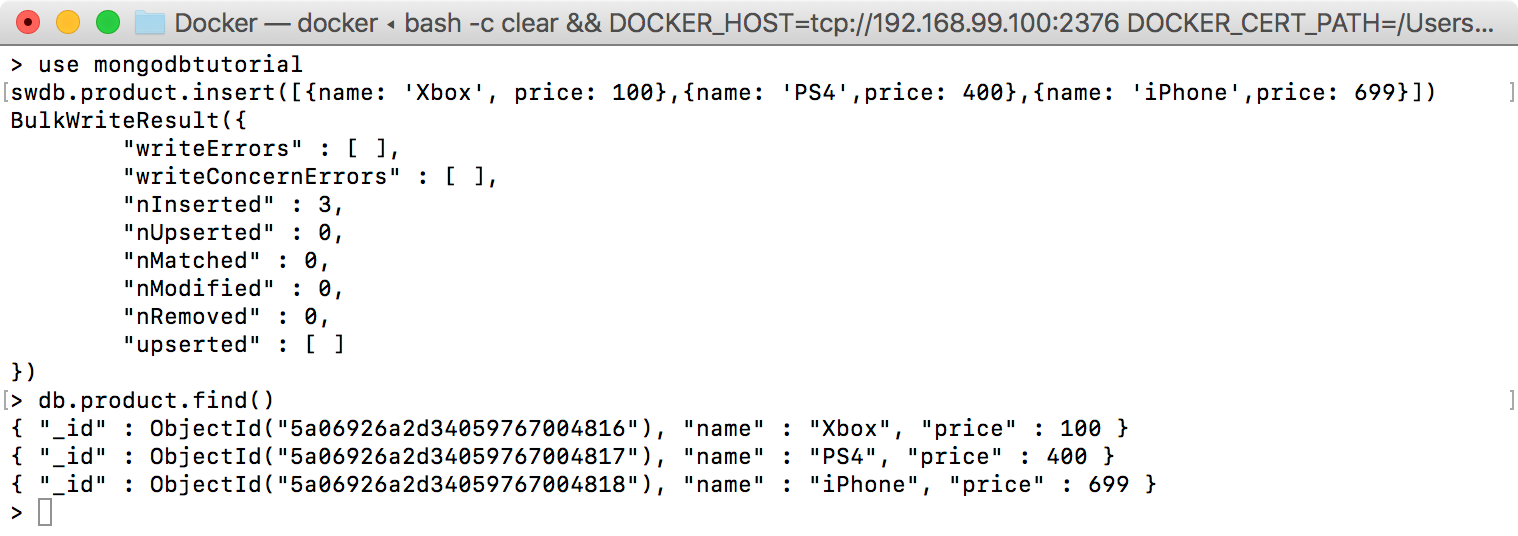 Docker — docker ◂ bash -c clear && DOCKER_HOST=tcp://192.168.99.100:2376 DOCKER_CERT_PATH=/Users...
> use mongodbtutorial
[swdb.product.insert([{name: 'Xbox', price: 100},{name: 'PS4',price: 400},{name: 'iPhone',price: 699}]) ]
BulkWriteResult({
        "writeErrors" : [ ],
        "writeConcernErrors" : [ ],
        "nInserted" : 3,
        "nUpserted" : 0,
        "nMatched" : 0,
        "nModified" : 0,
        "nRemoved" : 0,
        "upserted" : [ ]
})
[> db.product.find() ]
{ "_id" : ObjectId("5a06926a2d34059767004816"), "name" : "Xbox", "price" : 100 }
{ "_id" : ObjectId("5a06926a2d34059767004817"), "name" : "PS4", "price" : 400 }
{ "_id" : ObjectId("5a06926a2d34059767004818"), "name" : "iPhone", "price" : 699 }
>